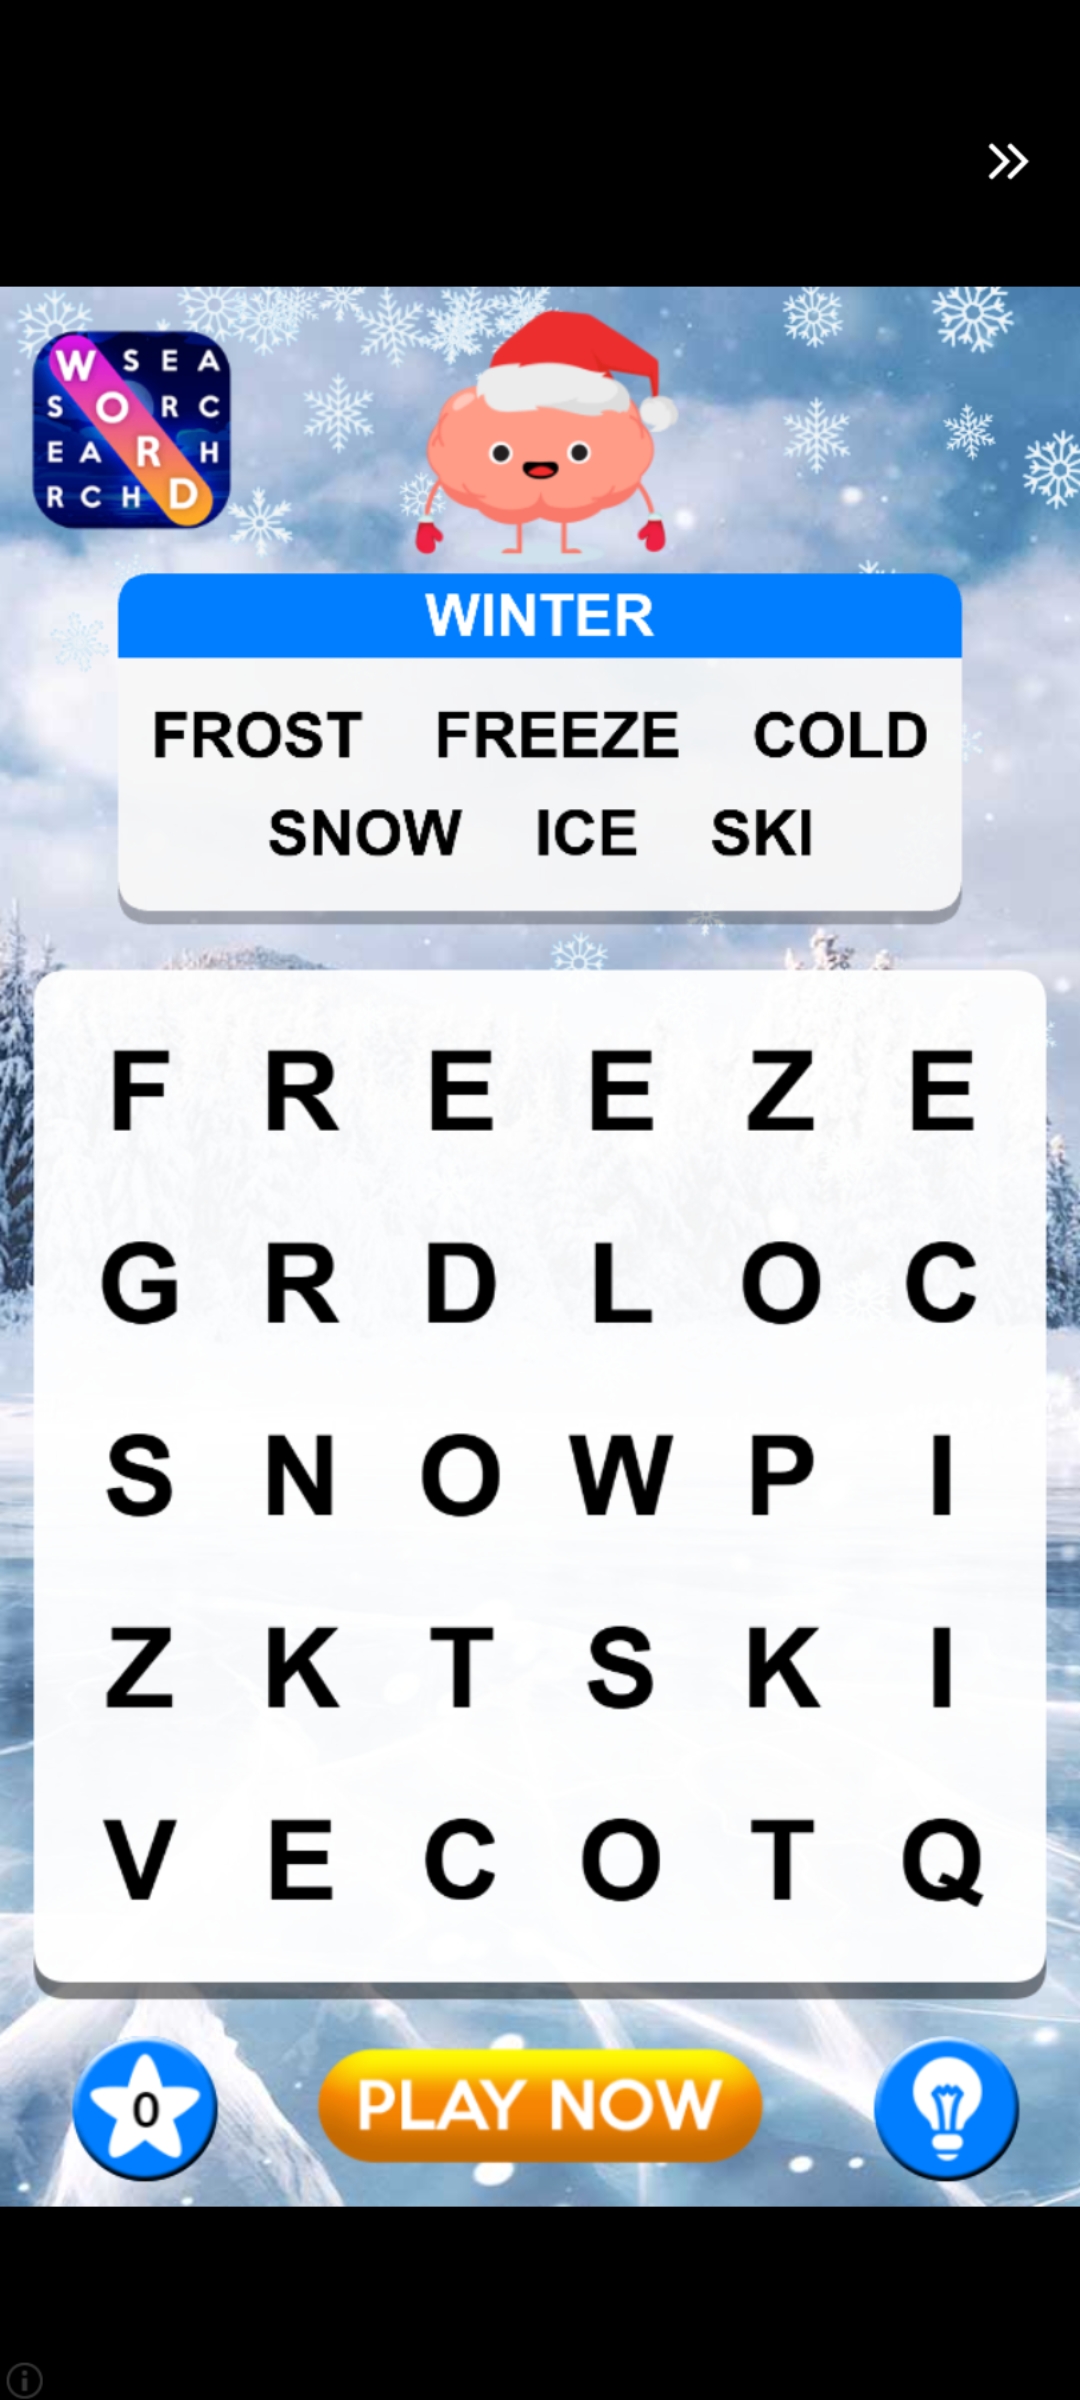 W S E A
S O R C
E A R H
R C H D
WINTER
FROST FREEZE COLD
SNOW ICE SKI
F R E E Z E
G R D L O C
S N O W P I
Z K T S K I
V E C O T Q
0 PLAY NOW